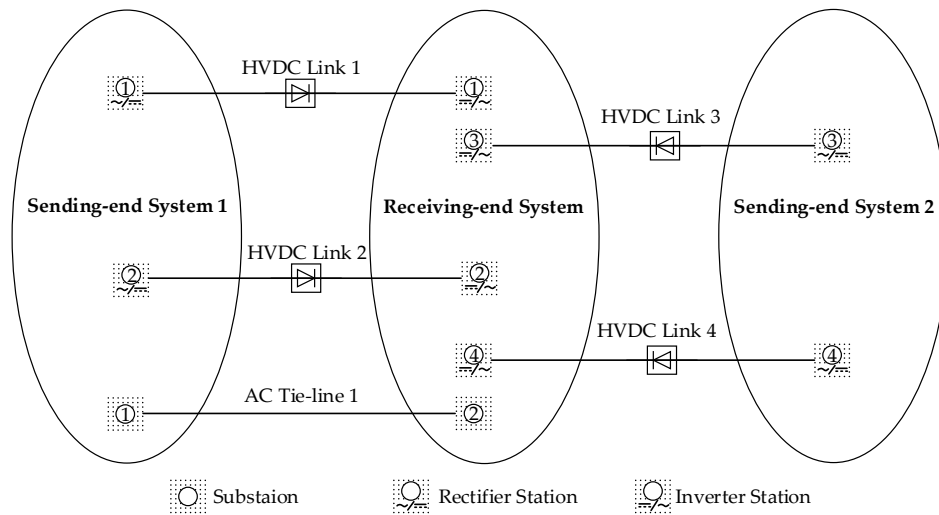 HVDC Link 1
1
~/=
1
=/~
HVDC Link 3
3
=/~
3
~/=
Sending-end System 1
Receiving-end System
Sending-end System 2
HVDC Link 2
2
~/=
2
=/~
HVDC Link 4
4
=/~
4
~/=
AC Tie-line 1
1
2
Substaion
~/=
Rectifier Station
~/=
Inverter Station